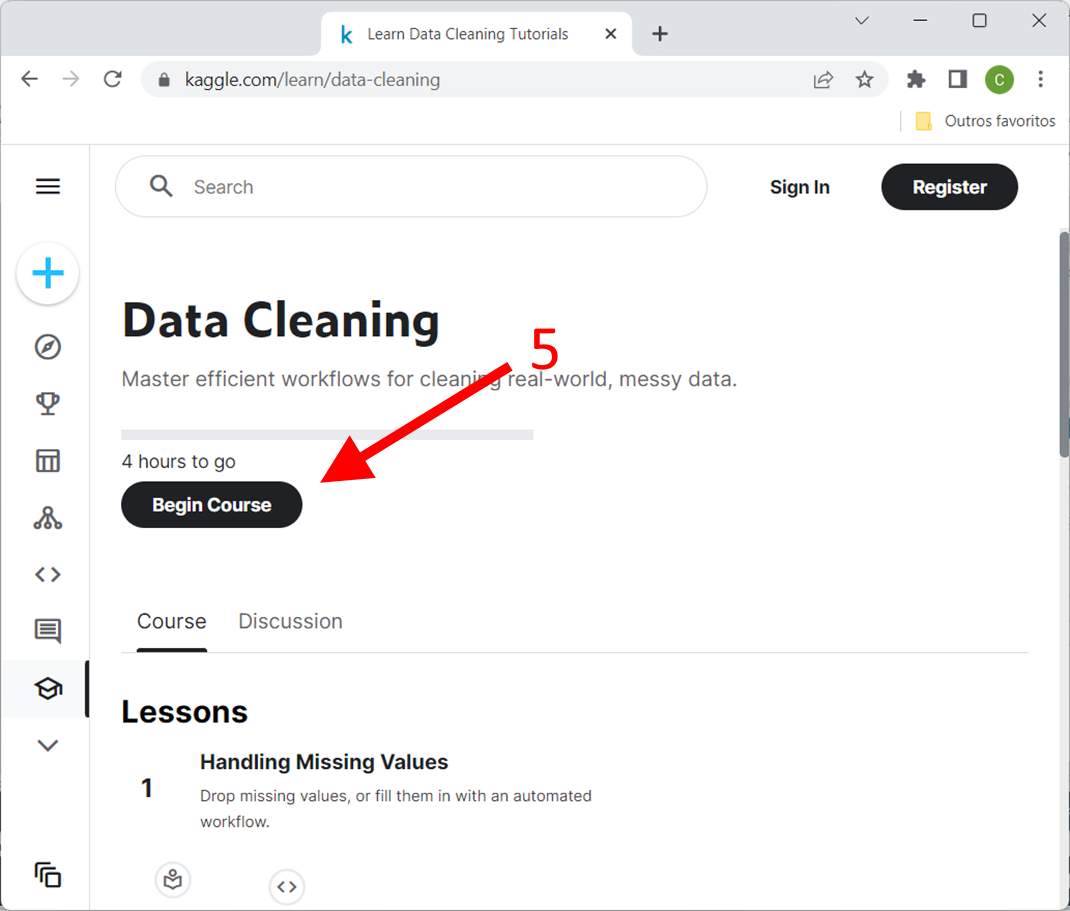 Learn Data Cleaning Tutorials
kaggle.com/learn/data-cleaning
C
Outros favoritos
Search
Sign In
Register
Data Cleaning
5
Master efficient workflows for cleaning real-world, messy data.
4 hours to go
Begin Course
Course Discussion
Lessons
Handling Missing Values
1
Drop missing values, or fill them in with an automated
workflow.